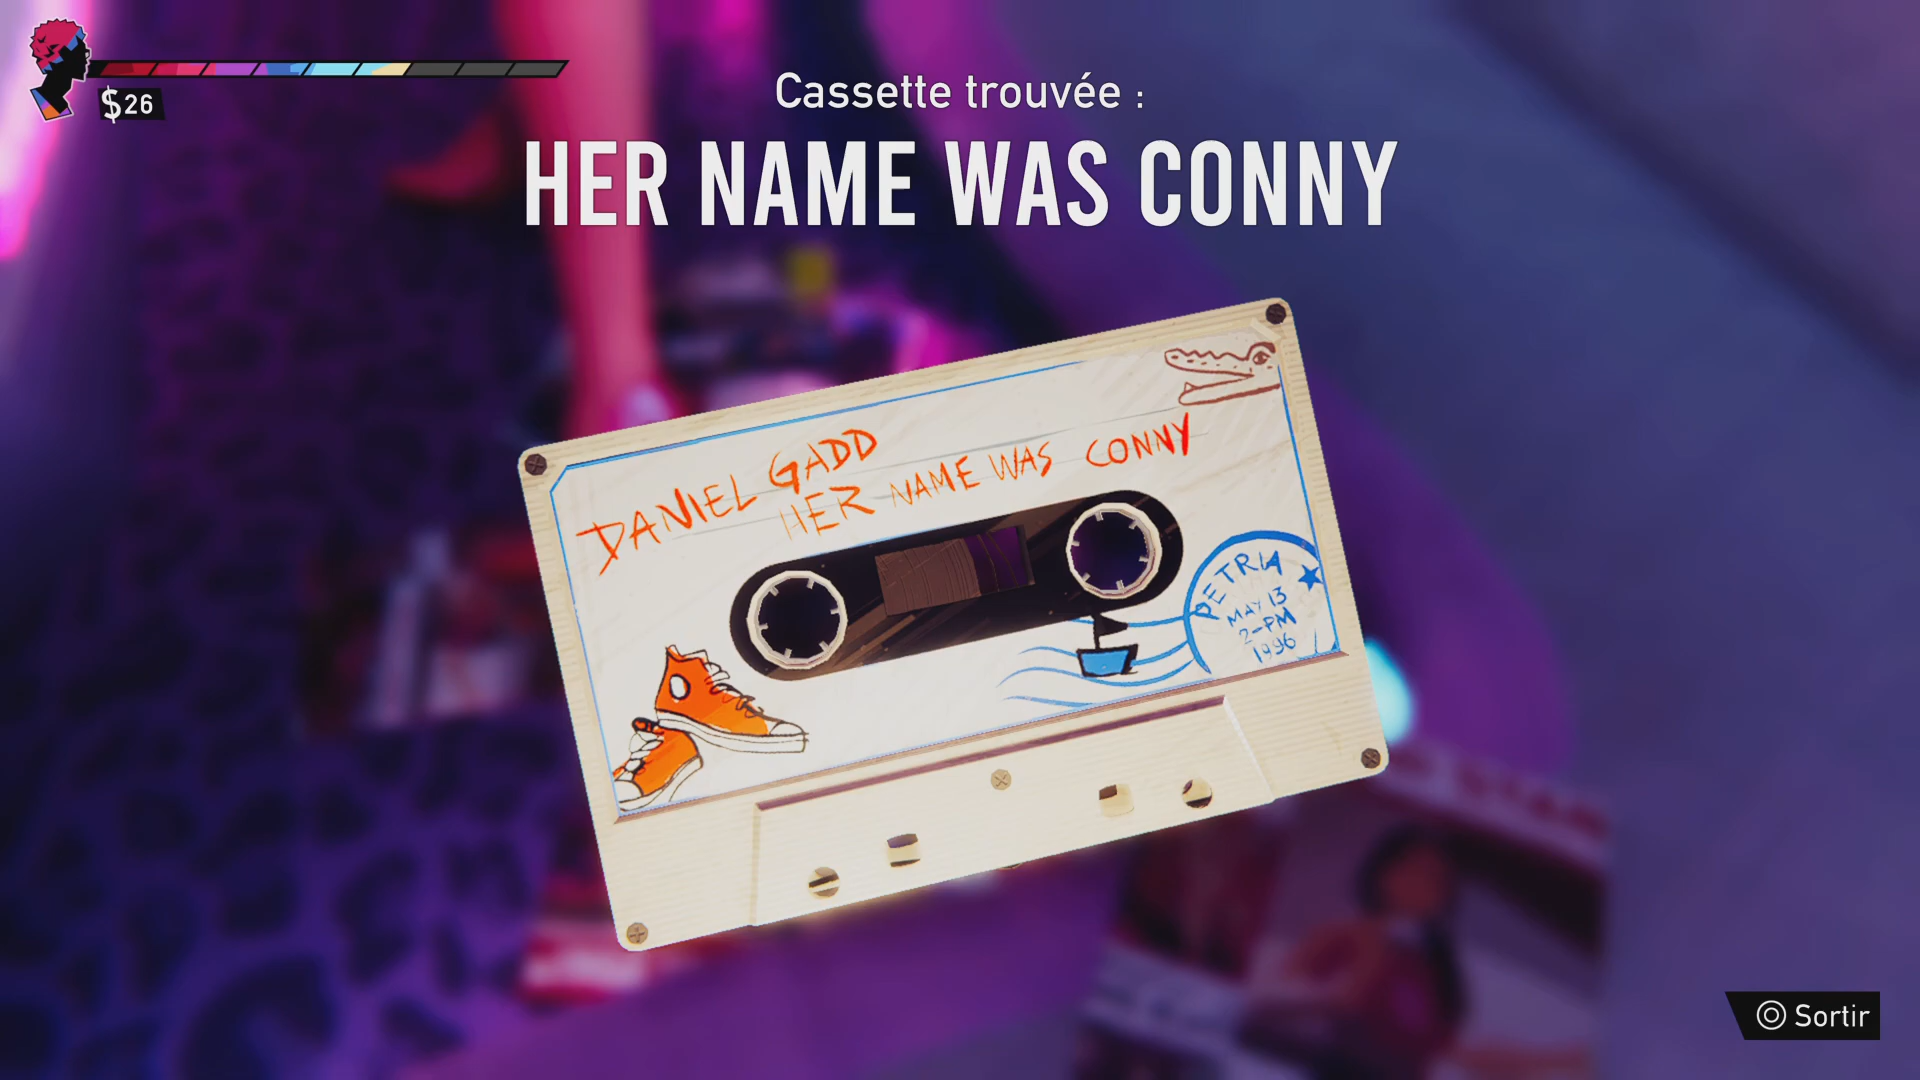 $26
Cassette trouvée :
HER NAME WAS CONNY
DANIEL GADD
HER NAME WAS CONNY
PETRIA
MAY 13
2-PM
1996
Sortir